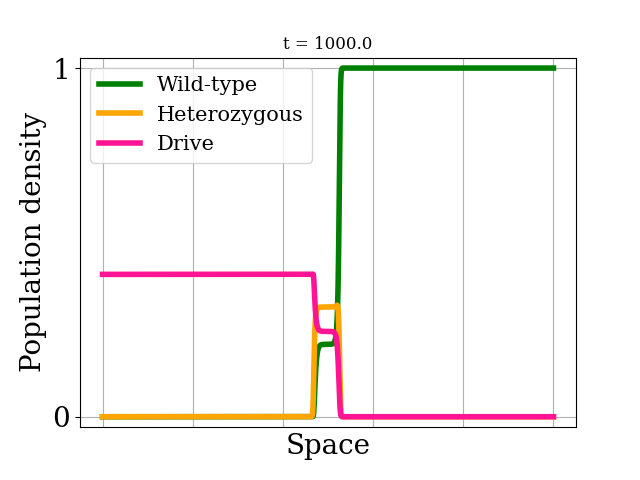 t = 1000.0
1
Wild-type
Heterozygous
Drive
Population density
0
Space